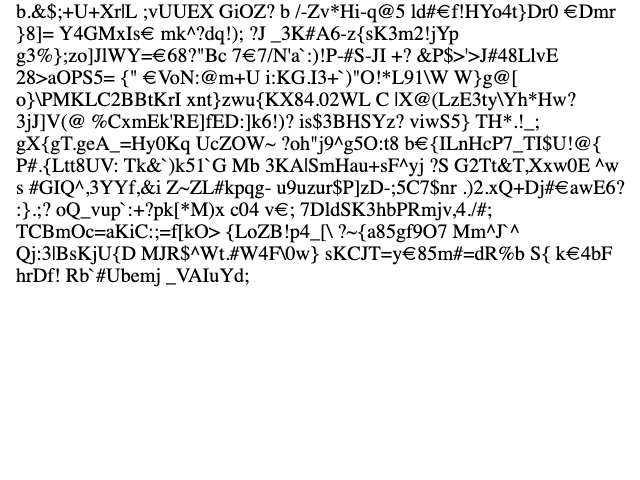 b.&$;+U+Xr|L ;vUUEX GiOZ? b /-Zv*Hi-q@5 ld#€f!HYo4t}Dr0 €Dmr
}8]= Y4GMxIs€ mk^?dq!); ?J _3K#A6-z{sK3m2!jYp
g3%};zo]JlWY=€68?"Bc 7€7/N'a`:)!P-#S-JI +? &P$>'>J#48LlvE
28>aOPS5= {" €VoN:@m+U i:KG.I3+`)"O!*L91\W W}g@[
o}\PMKLC2BBtKrI xnt}zwu{KX84.02WL C |X@(LzE3ty\Yh*Hw?
3jJ]V(@ %CxmEk'RE]fED:]k6!)? is$3BHSYz? viwS5} TH*.!_;
gX{gT.geA_=Hy0Kq UcZOW~ ?oh"j9^g5O:t8 b€{ILnHcP7_TI$U!@{
P#.{Ltt8UV: Tk&`)k51`G Mb 3KA|SmHau+sF^yj ?S G2Tt&T,Xxw0E ^w
s #GIQ^,3YYf,&i Z~ZL#kpqg- u9uzur$P]zD-;5C7$nr .)2.xQ+Dj#€awE6?
:}.;? oQ_vup`:+?pk[*M)x c04 v€; 7DldSK3hbPRmjv,4./#;
TCBmOc=aKiC:;=f[kO> {LoZB!p4_[\ ?~{a85gf9O7 Mm^J`^
Qj:3|BsKjU{D MJR$^Wt.#W4F\0w} sKCJT=y€85m#=dR%b S{ k€4bF
hrDf! Rb`#Ubemj _VAIuYd;